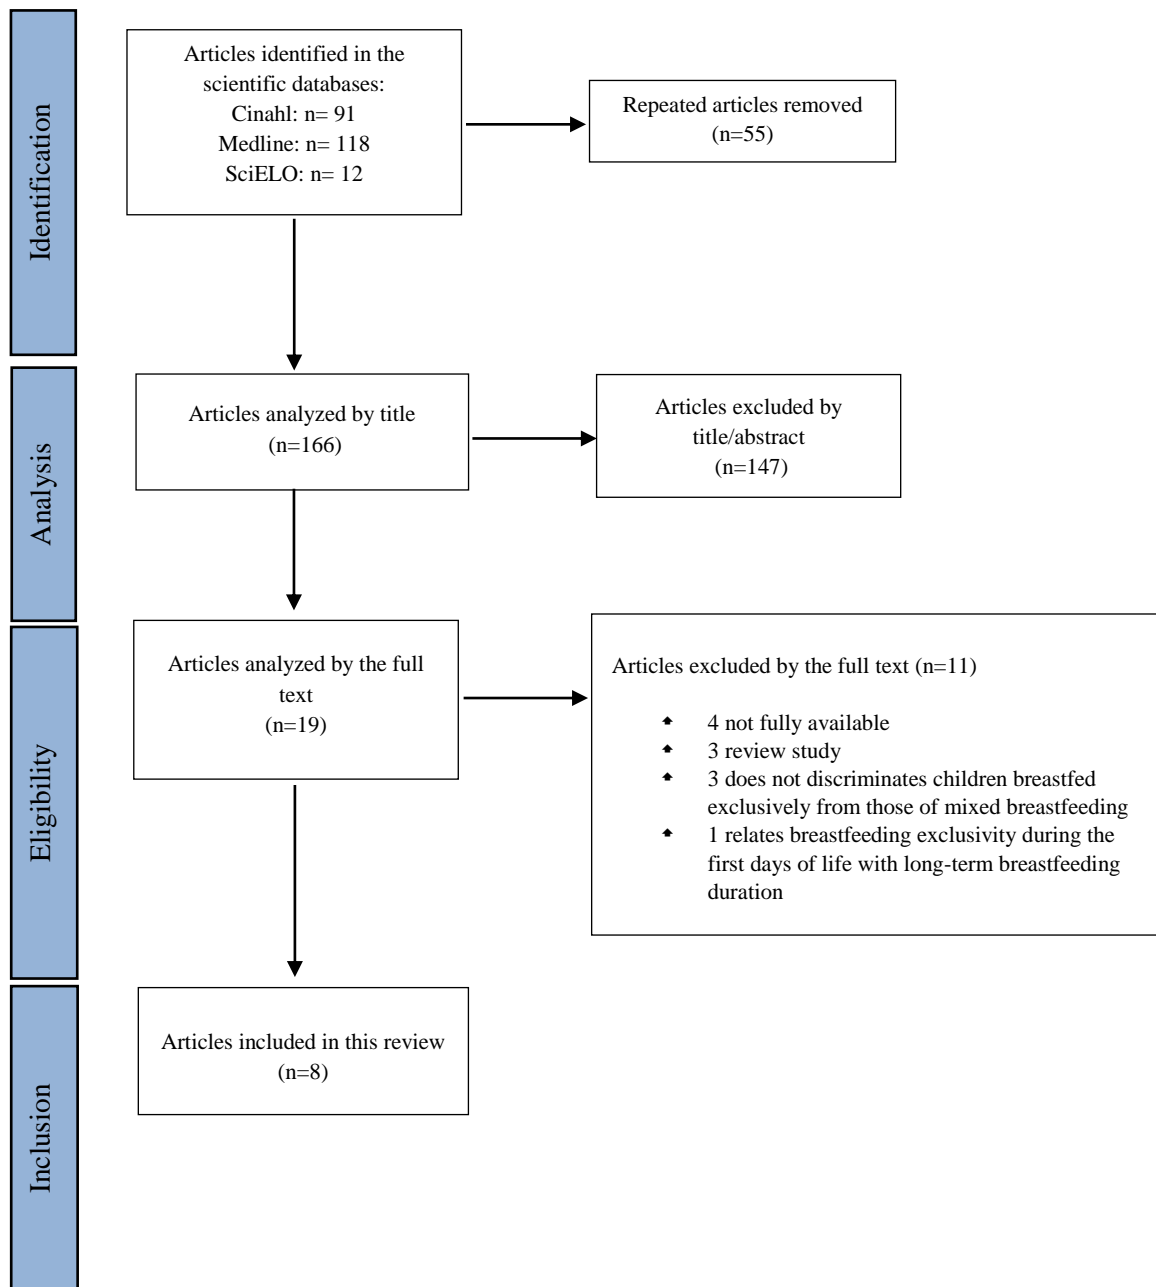 Identification
Articles identified in the
scientific databases:
Cinahl: n= 91
Medline: n= 118
SciELO: n= 12
Repeated articles removed
(n=55)
Analysis
Articles analyzed by title
(n=166)
Articles excluded by
title/abstract
(n=147)
Eligibility
Articles analyzed by the full
text
(n=19)
Articles excluded by the full text (n=11)
4 not fully available
3 review study
3 does not discriminates children breastfed
exclusively from those of mixed breastfeeding
1 relates breastfeeding exclusivity during the
first days of life with long-term breastfeeding
duration
Inclusion
Articles included in this review
(n=8)